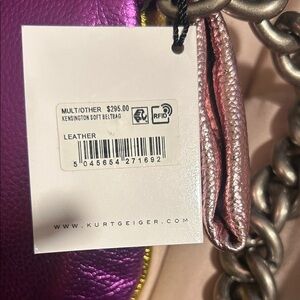 MULT/OTHER $295.00
KENSINGTON SOFT BELTBAG
RFID
LEATHER
5 045654 271692
WWW.KURTGEIGER.COM